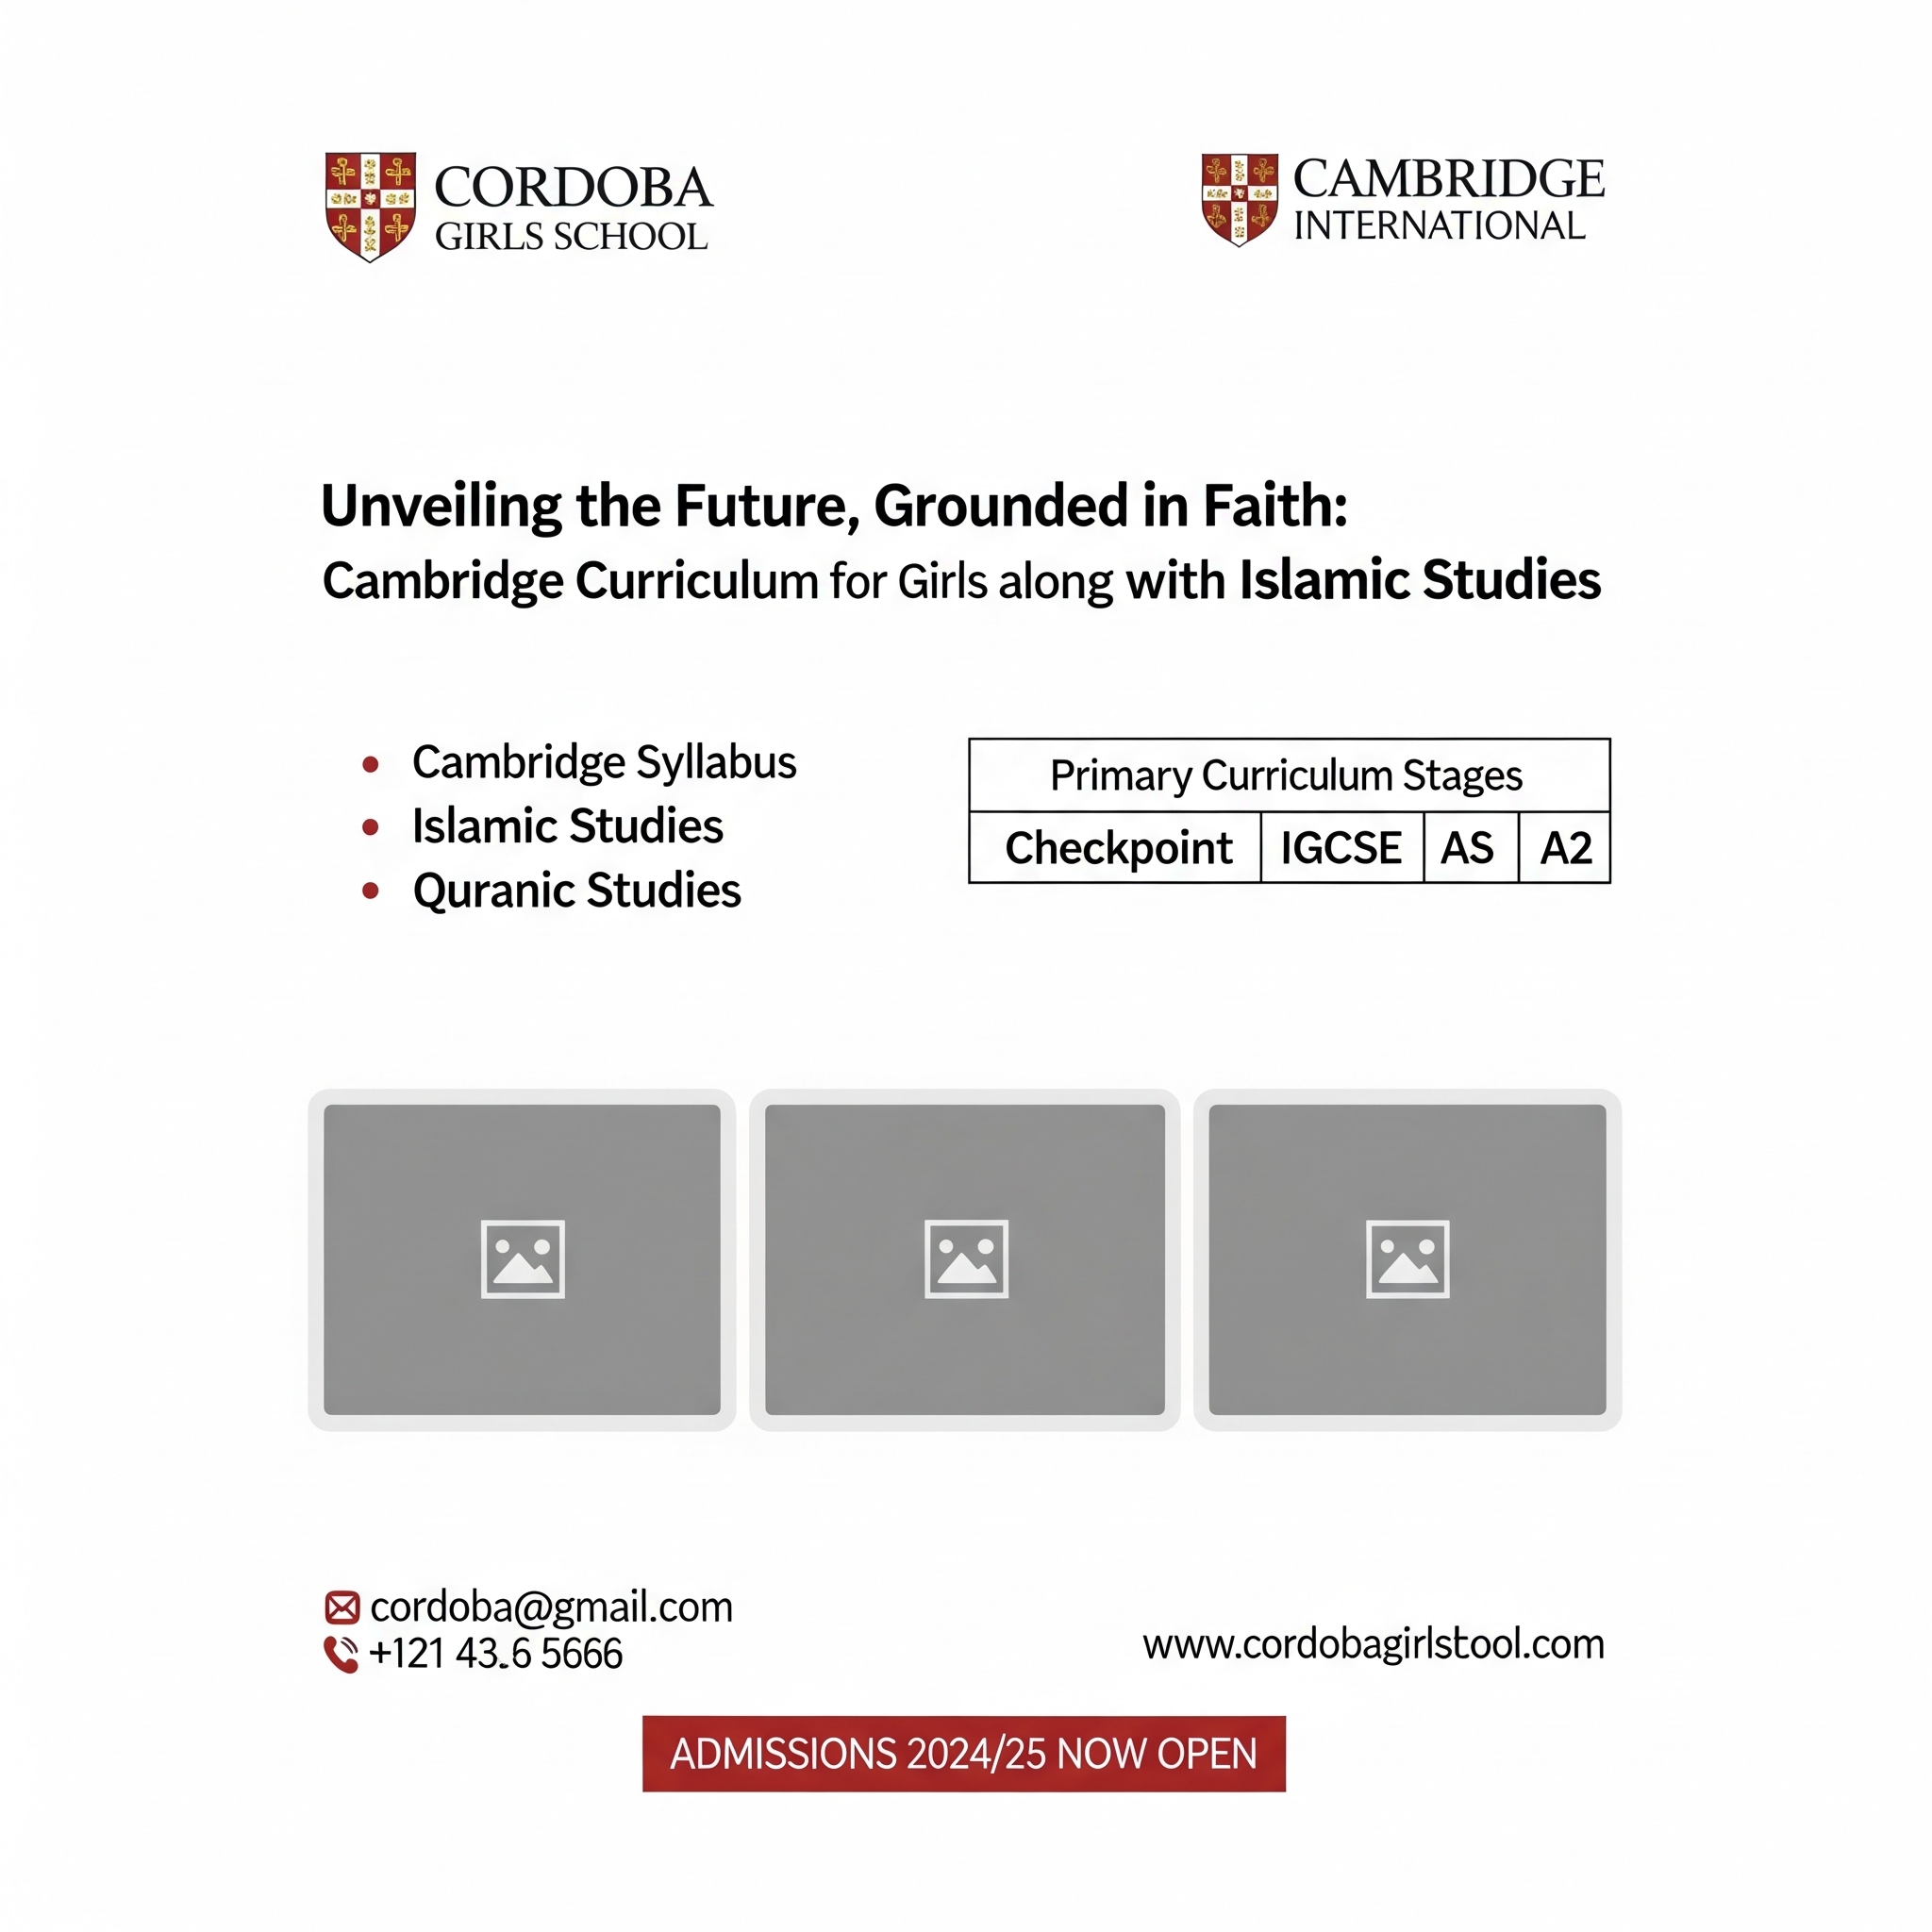 CORDOBA
GIRLS SCHOOL
CAMBRIDGE
INTERNATIONAL
Unveiling the Future, Grounded in Faith:
Cambridge Curriculum for Girls along with Islamic Studies
Cambridge Syllabus
Islamic Studies
Quranic Studies
Primary Curriculum Stages
Checkpoint IGCSE AS A2
cordoba@gmail.com
+121 43..6 5666
www.cordobagirlstool.com
ADMISSIONS 2024/25 NOW OPEN